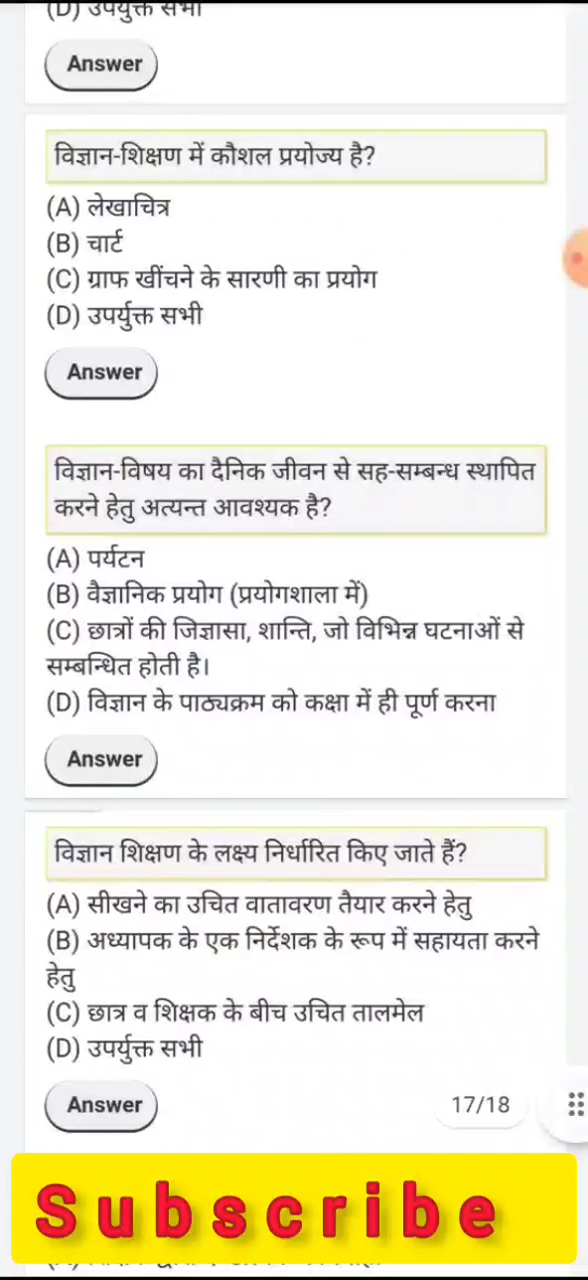 (D) उपर्युक्त सभी
Answer
विज्ञान-शिक्षण में कौशल प्रयोज्य है?
(A) लेखाचित्र
(B) चार्ट
(C) ग्राफ खींचने के सारणी का प्रयोग
(D) उपर्युक्त सभी
Answer
विज्ञान-विषय का दैनिक जीवन से सह-सम्बन्ध स्थापित
करने हेतु अत्यन्त आवश्यक है?
(A) पर्यटन
(B) वैज्ञानिक प्रयोग (प्रयोगशाला में)
(C) छात्रों की जिज्ञासा, शान्ति, जो विभिन्न घटनाओं से
सम्बन्धित होती है।
(D) विज्ञान के पाठ्यक्रम को कक्षा में ही पूर्ण करना
Answer
विज्ञान शिक्षण के लक्ष्य निर्धारित किए जाते हैं?
(A) सीखने का उचित वातावरण तैयार करने हेतु
(B) अध्यापक के एक निर्देशक के रूप में सहायता करने
हेतु
(C) छात्र व शिक्षक के बीच उचित तालमेल
(D) उपर्युक्त सभी
Answer
17/18
Subscribe